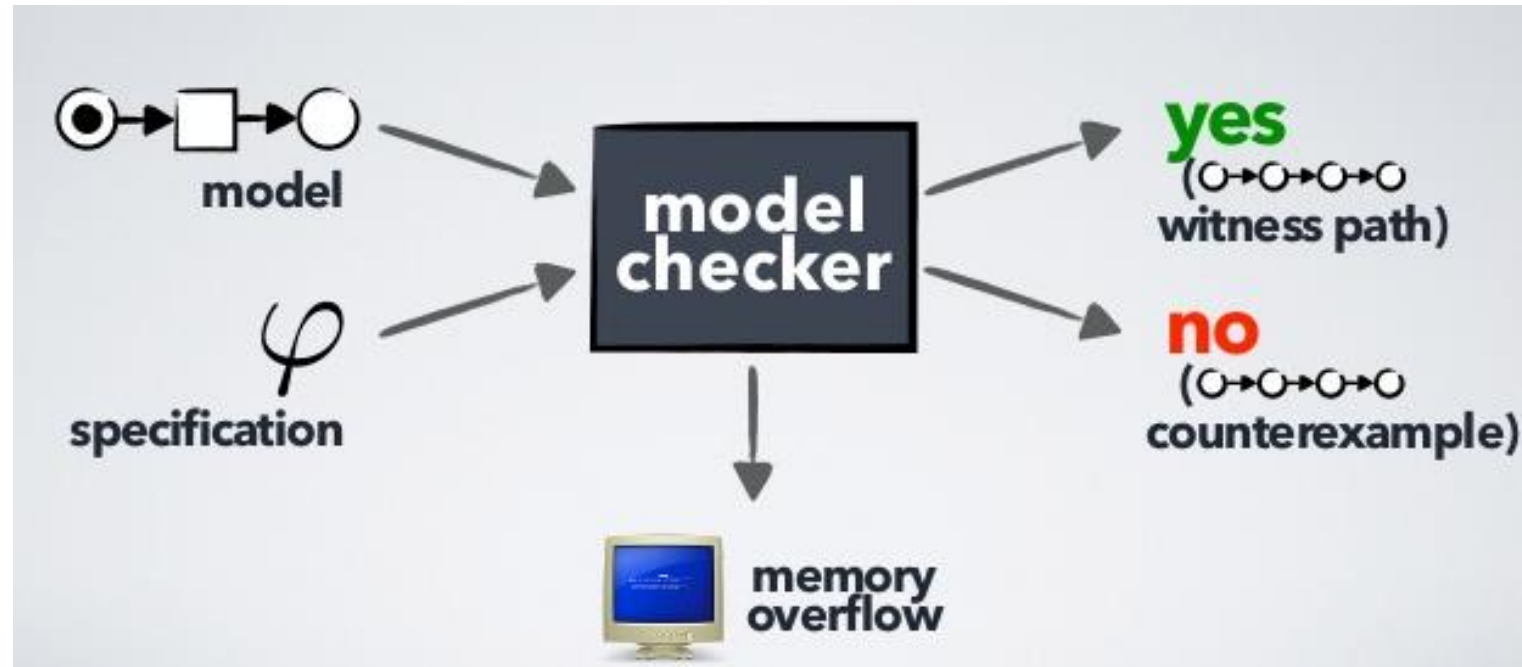 model
φ
specification
model
checker
yes
(
witness path)
no
(
counterexample)
memory
overflow